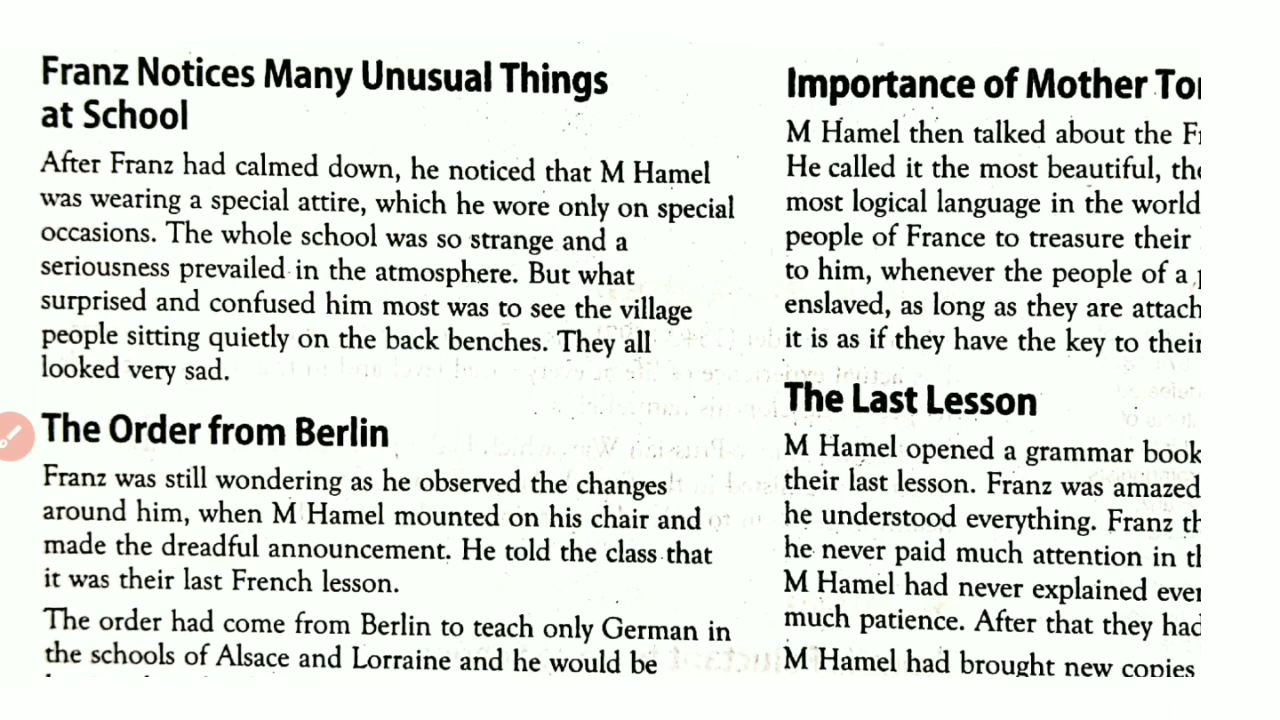 Franz Notices Many Unusual Things
at School
After Franz had calmed down, he noticed that M Hamel
was wearing a special attire, which he wore only on special
occasions. The whole school was so strange and a
seriousness prevailed in the atmosphere. But what
surprised and confused him most was to see the village
people sitting quietly on the back benches. They all
looked very sad.
The Order from Berlin
Franz was still wondering as he observed the changes
around him, when M Hamel mounted on his chair and
made the dreadful announcement. He told the class that
it was their last French lesson.
The order had come from Berlin to teach only German in
the schools of Alsace and Lorraine and he would be
Importance of Mother
M Hamel then talked about the
He called it the most beautiful,
most logical language in the world
people of France to treasure their
to him, whenever the people of a
enslaved, as long as they are
it is as if they have the key to
The Last Lesson
M Hamel opened a grammar book
their last lesson. Franz was amazed
he understood everything. Franz
he never paid much attention in
M Hamel had never explained
much patience. After that they had
M Hamel had brought new copies